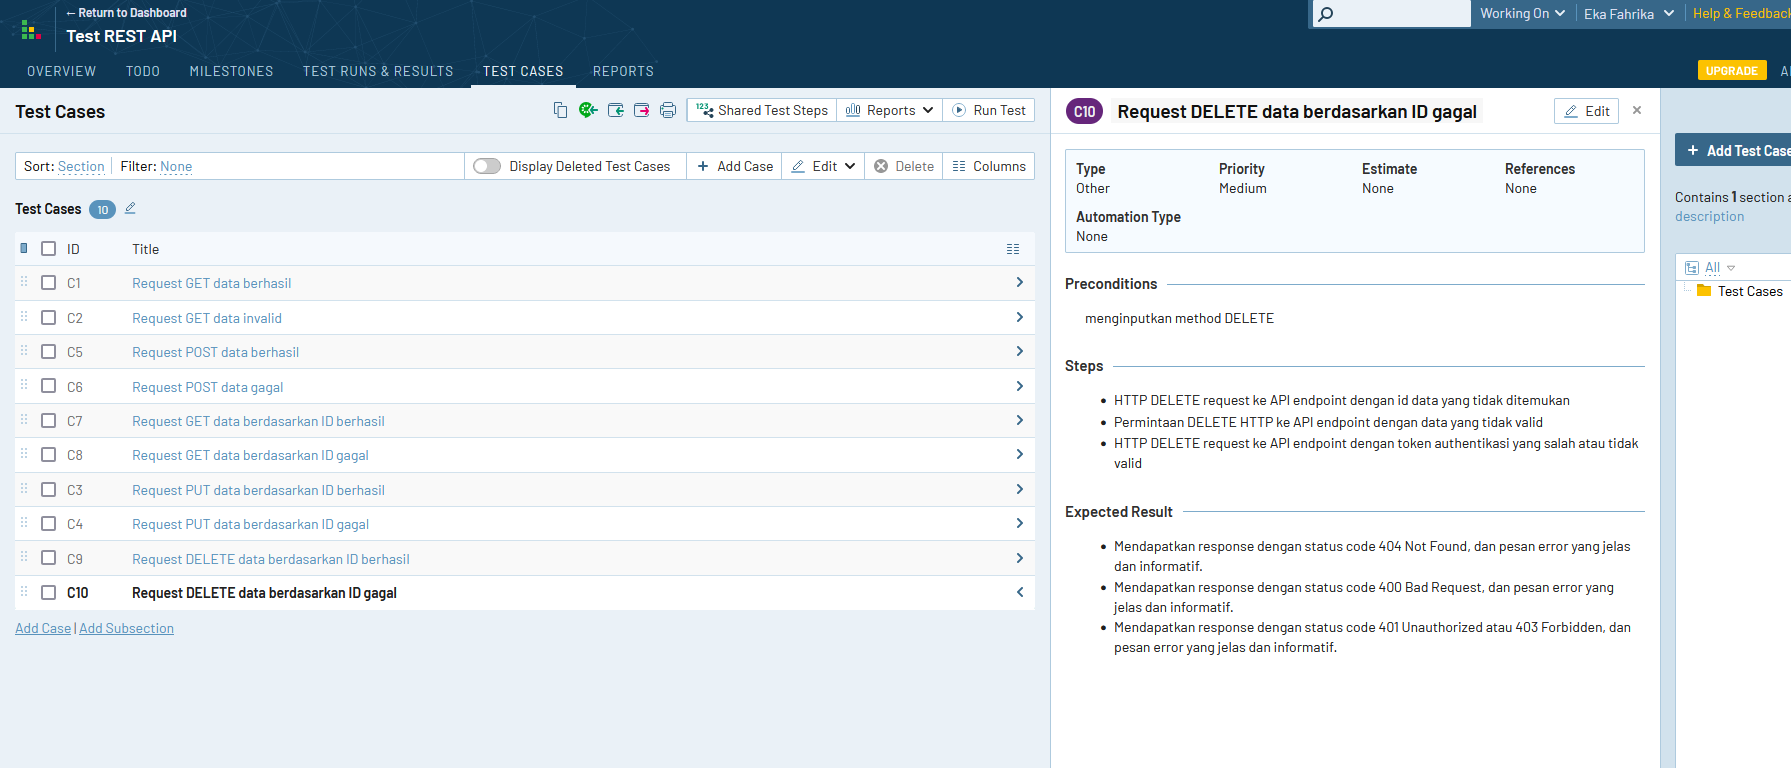 ← Return to Dashboard
Test REST API
Working On
Eka Fahrika
Help & Feedback
OVERVIEW
TODO
MILESTONES
TEST RUNS & RESULTS
TEST CASES
REPORTS
UPGRADE
Test Cases
123
Shared Test Steps
Reports
Run Test
Sort: Section
Filter: None
Display Deleted Test Cases
+ Add Case
Edit
Delete
Columns
Test Cases 10
ID Title
C1 Request GET data berhasil
C2 Request GET data invalid
C5 Request POST data berhasil
C6 Request POST data gagal
C7 Request GET data berdasarkan ID berhasil
C8 Request GET data berdasarkan ID gagal
C3 Request PUT data berdasarkan ID berhasil
C4 Request PUT data berdasarkan ID gagal
C9 Request DELETE data berdasarkan ID berhasil
C10 Request DELETE data berdasarkan ID gagal
Add Case | Add Subsection
C10 Request DELETE data berdasarkan ID gagal
Edit
×
Type Priority Estimate References
Other Medium None None
Automation Type
None
Preconditions
menginputkan method DELETE
Steps
• HTTP DELETE request ke API endpoint dengan id data yang tidak ditemukan
• Permintaan DELETE HTTP ke API endpoint dengan data yang tidak valid
• HTTP DELETE request ke API endpoint dengan token authentikasi yang salah atau tidak
valid
Expected Result
• Mendapatkan response dengan status code 404 Not Found, dan pesan error yang jelas
dan informatif.
• Mendapatkan response dengan status code 400 Bad Request, dan pesan error yang
jelas dan informatif.
• Mendapatkan response dengan status code 401 Unauthorized atau 403 Forbidden, dan
pesan error yang jelas dan informatif.
+ Add Test Case
Contains 1 section
description
All
Test Cases